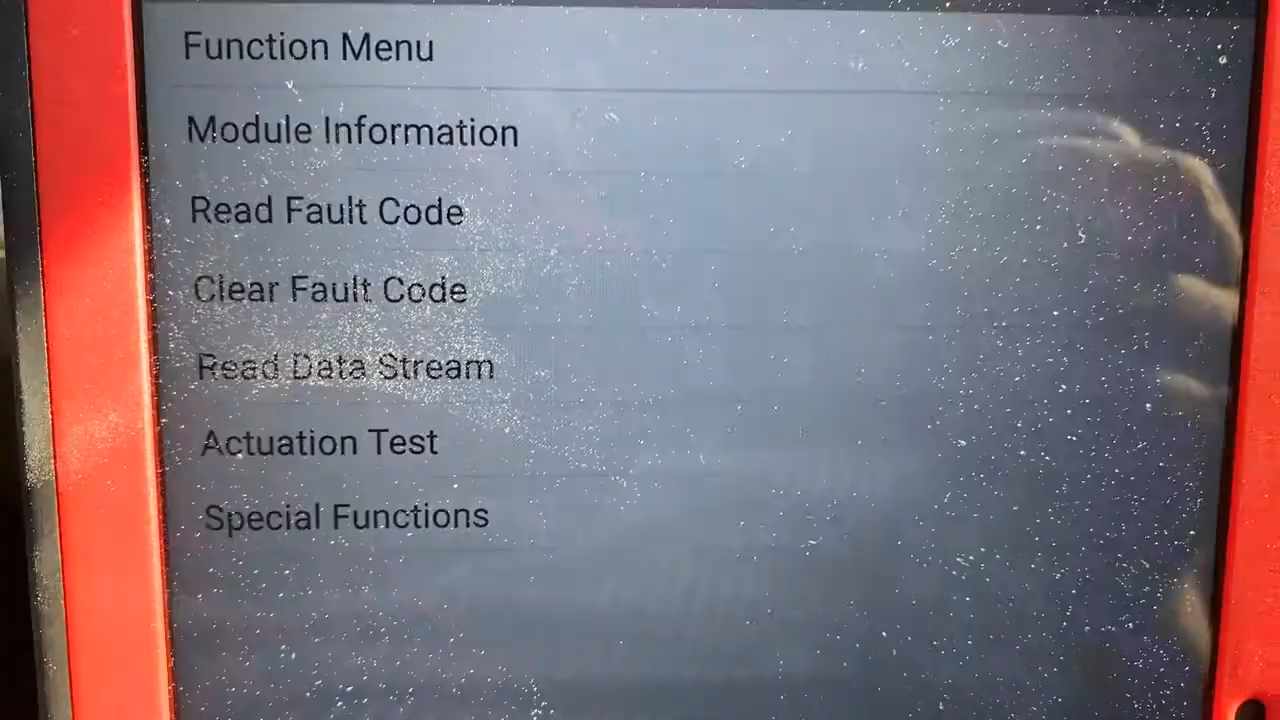 Function Menu
Module Information
Read Fault Code
Clear Fault Code
Read Data Stream
Actuation Test
Special Functions